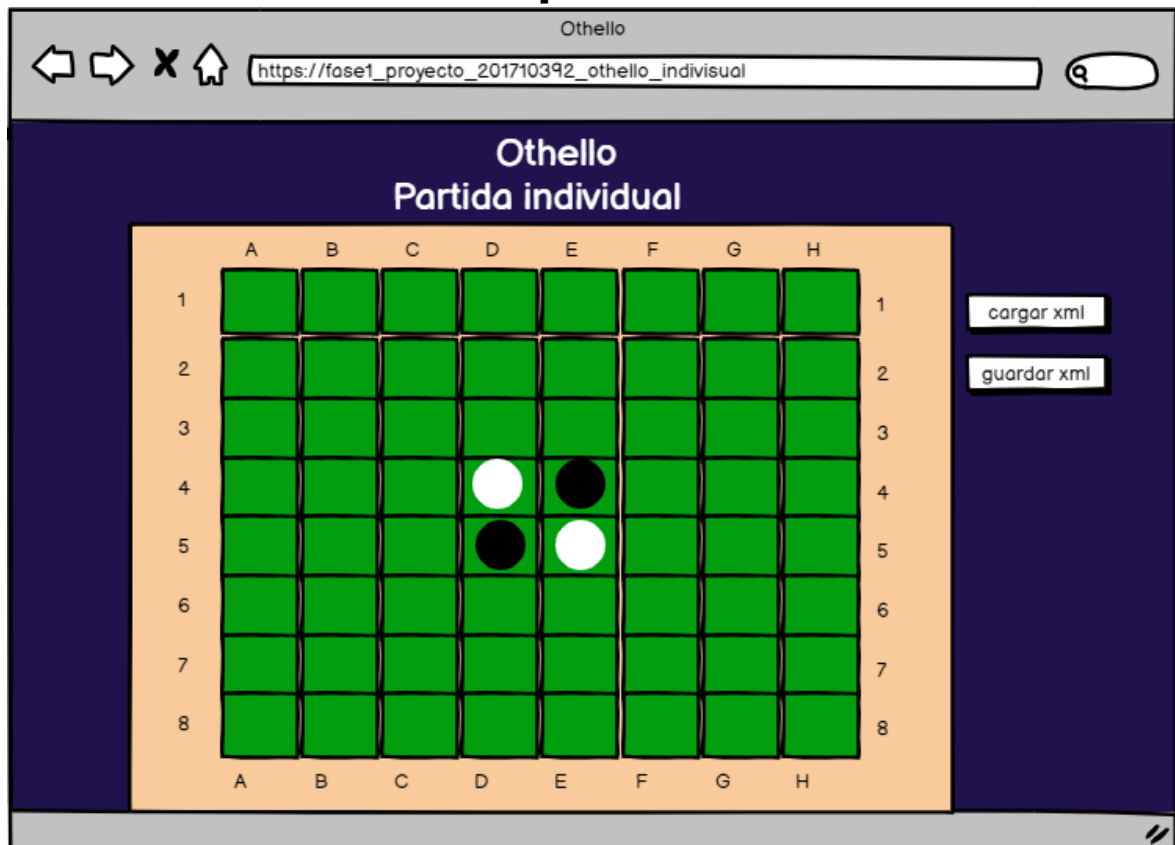 Othello
https://fase1_proyecto_201710392_othello_indivisual
Othello
Partida individual
A B C D E F G H
1 1
cargar xml
2 2
guardar xml
3 3
4 4
5 5
6 6
7 7
8 8
A B C D E F G H